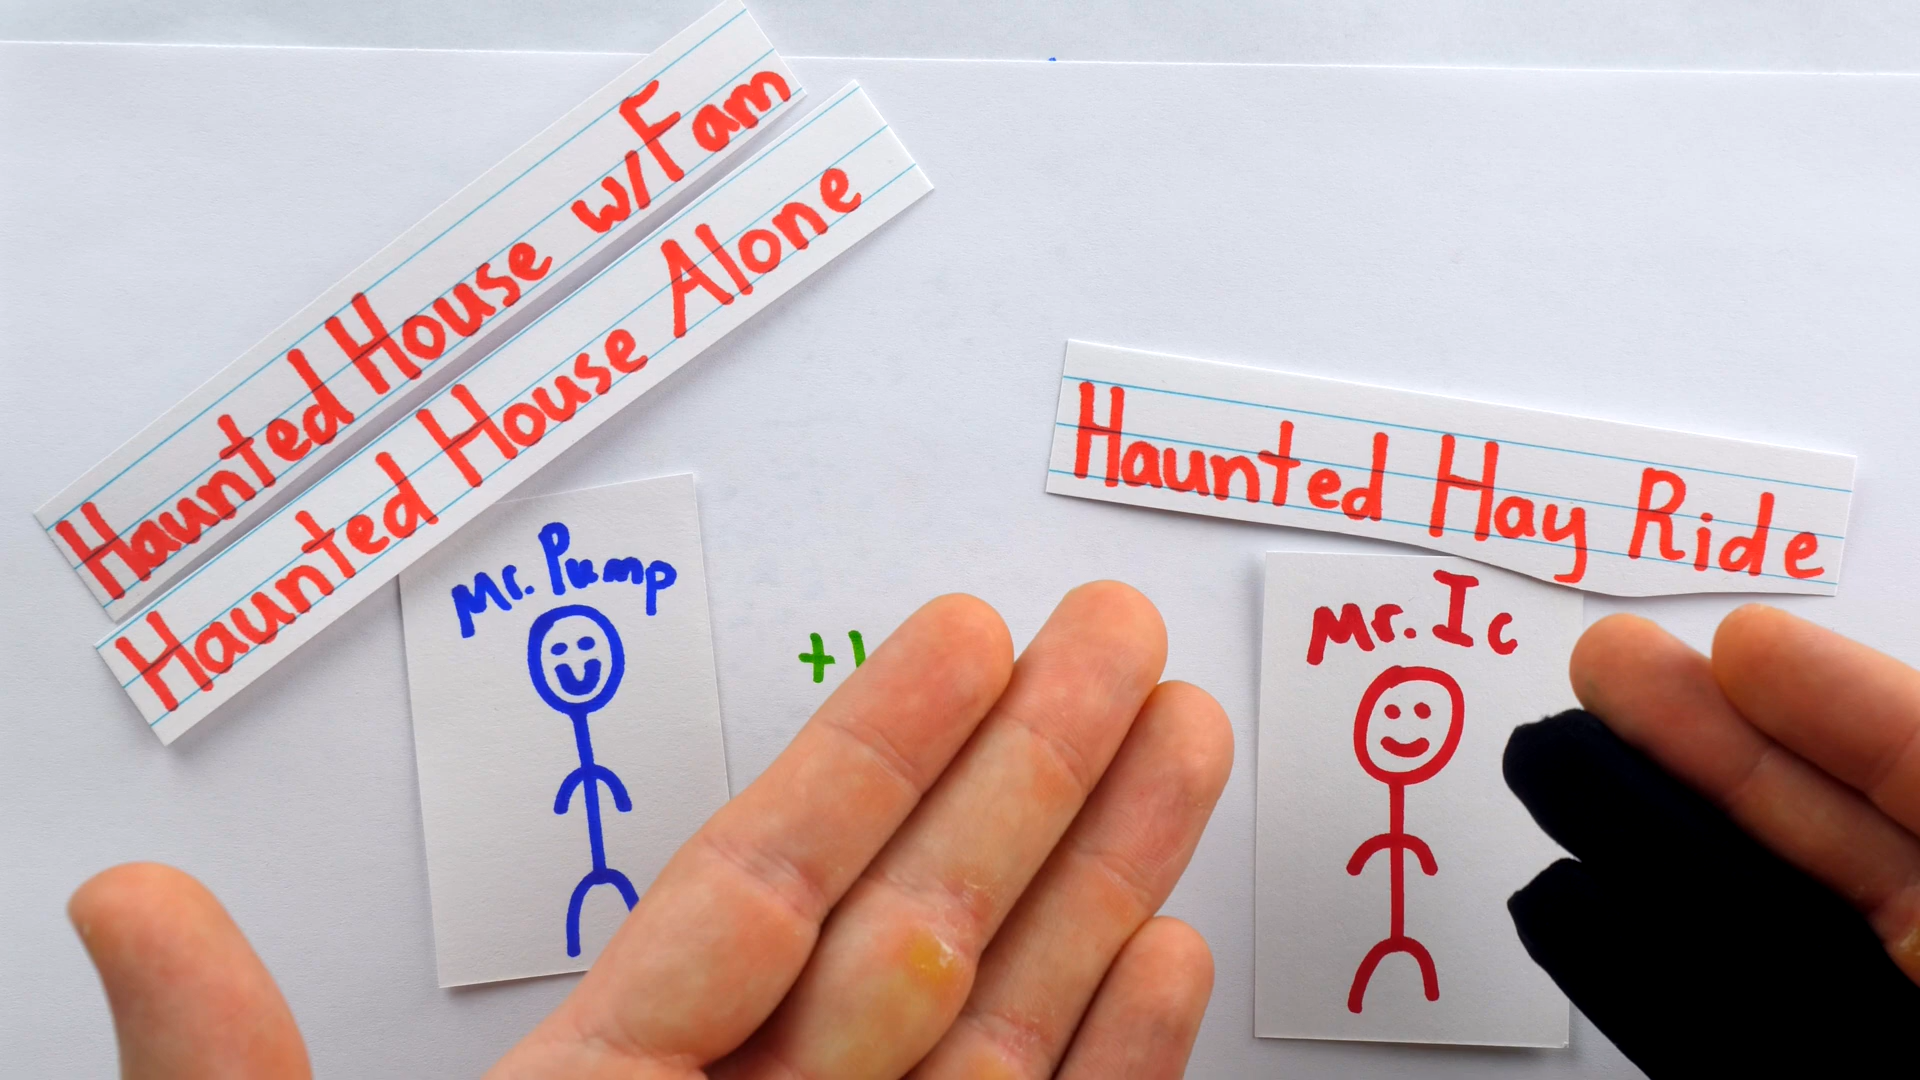 Haunted House w/Fam
Haunted House Alone
Haunted Hay Ride
Mr. Pump
Mr. Ic